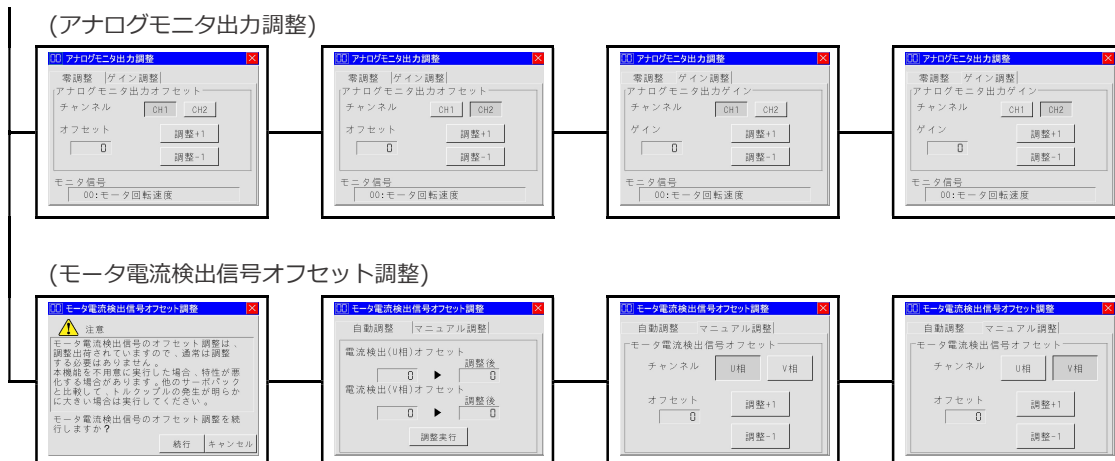 (アナログモニタ出力調整)
00 アナログモニタ出力調整
零調整 ゲイン調整
アナログモニタ出力オフセット
チャンネル CH1 CH2
オフセット 調整+1
0
調整-1
モニタ信号
00:モータ回転速度
00 アナログモニタ出力調整
零調整 ゲイン調整
アナログモニタ出力オフセット
チャンネル CH1 CH2
オフセット 調整+1
0
調整-1
モニタ信号
00:モータ回転速度
00 アナログモニタ出力調整
零調整 ゲイン調整
アナログモニタ出力ゲイン
チャンネル CH1 CH2
ゲイン 調整+1
0
調整-1
モニタ信号
00:モータ回転速度
00 アナログモニタ出力調整
零調整 ゲイン調整
アナログモニタ出力ゲイン
チャンネル CH1 CH2
ゲイン 調整+1
0
調整-1
モニタ信号
00:モータ回転速度
(モータ電流検出信号オフセット調整)
00 モータ電流検出信号オフセット調整
注意
モータ電流検出信号のオフセット調整は、
調整出荷されていますので、通常は調整
する必要はありません。
本機能を不用意に実行した場合、特性が悪
化する場合があります。他のサーボパック
と比較して、トルクリップルの発生が明らか
に大きい場合は実行してください。
モータ電流検出信号のオフセット調整を続
行しますか?
続行 キャンセル
00 モータ電流検出信号オフセット調整
自動調整 マニュアル調整
電流検出(U相)オフセット
調整後
0 ▶ 0
電流検出(V相)オフセット
調整後
0 ▶ 0
調整実行
00 モータ電流検出信号オフセット調整
自動調整 マニュアル調整
モータ電流検出信号オフセット
チャンネル U相 V相
オフセット 調整+1
0
調整-1
00 モータ電流検出信号オフセット調整
自動調整 マニュアル調整
モータ電流検出信号オフセット
チャンネル U相 V相
オフセット 調整+1
0
調整-1